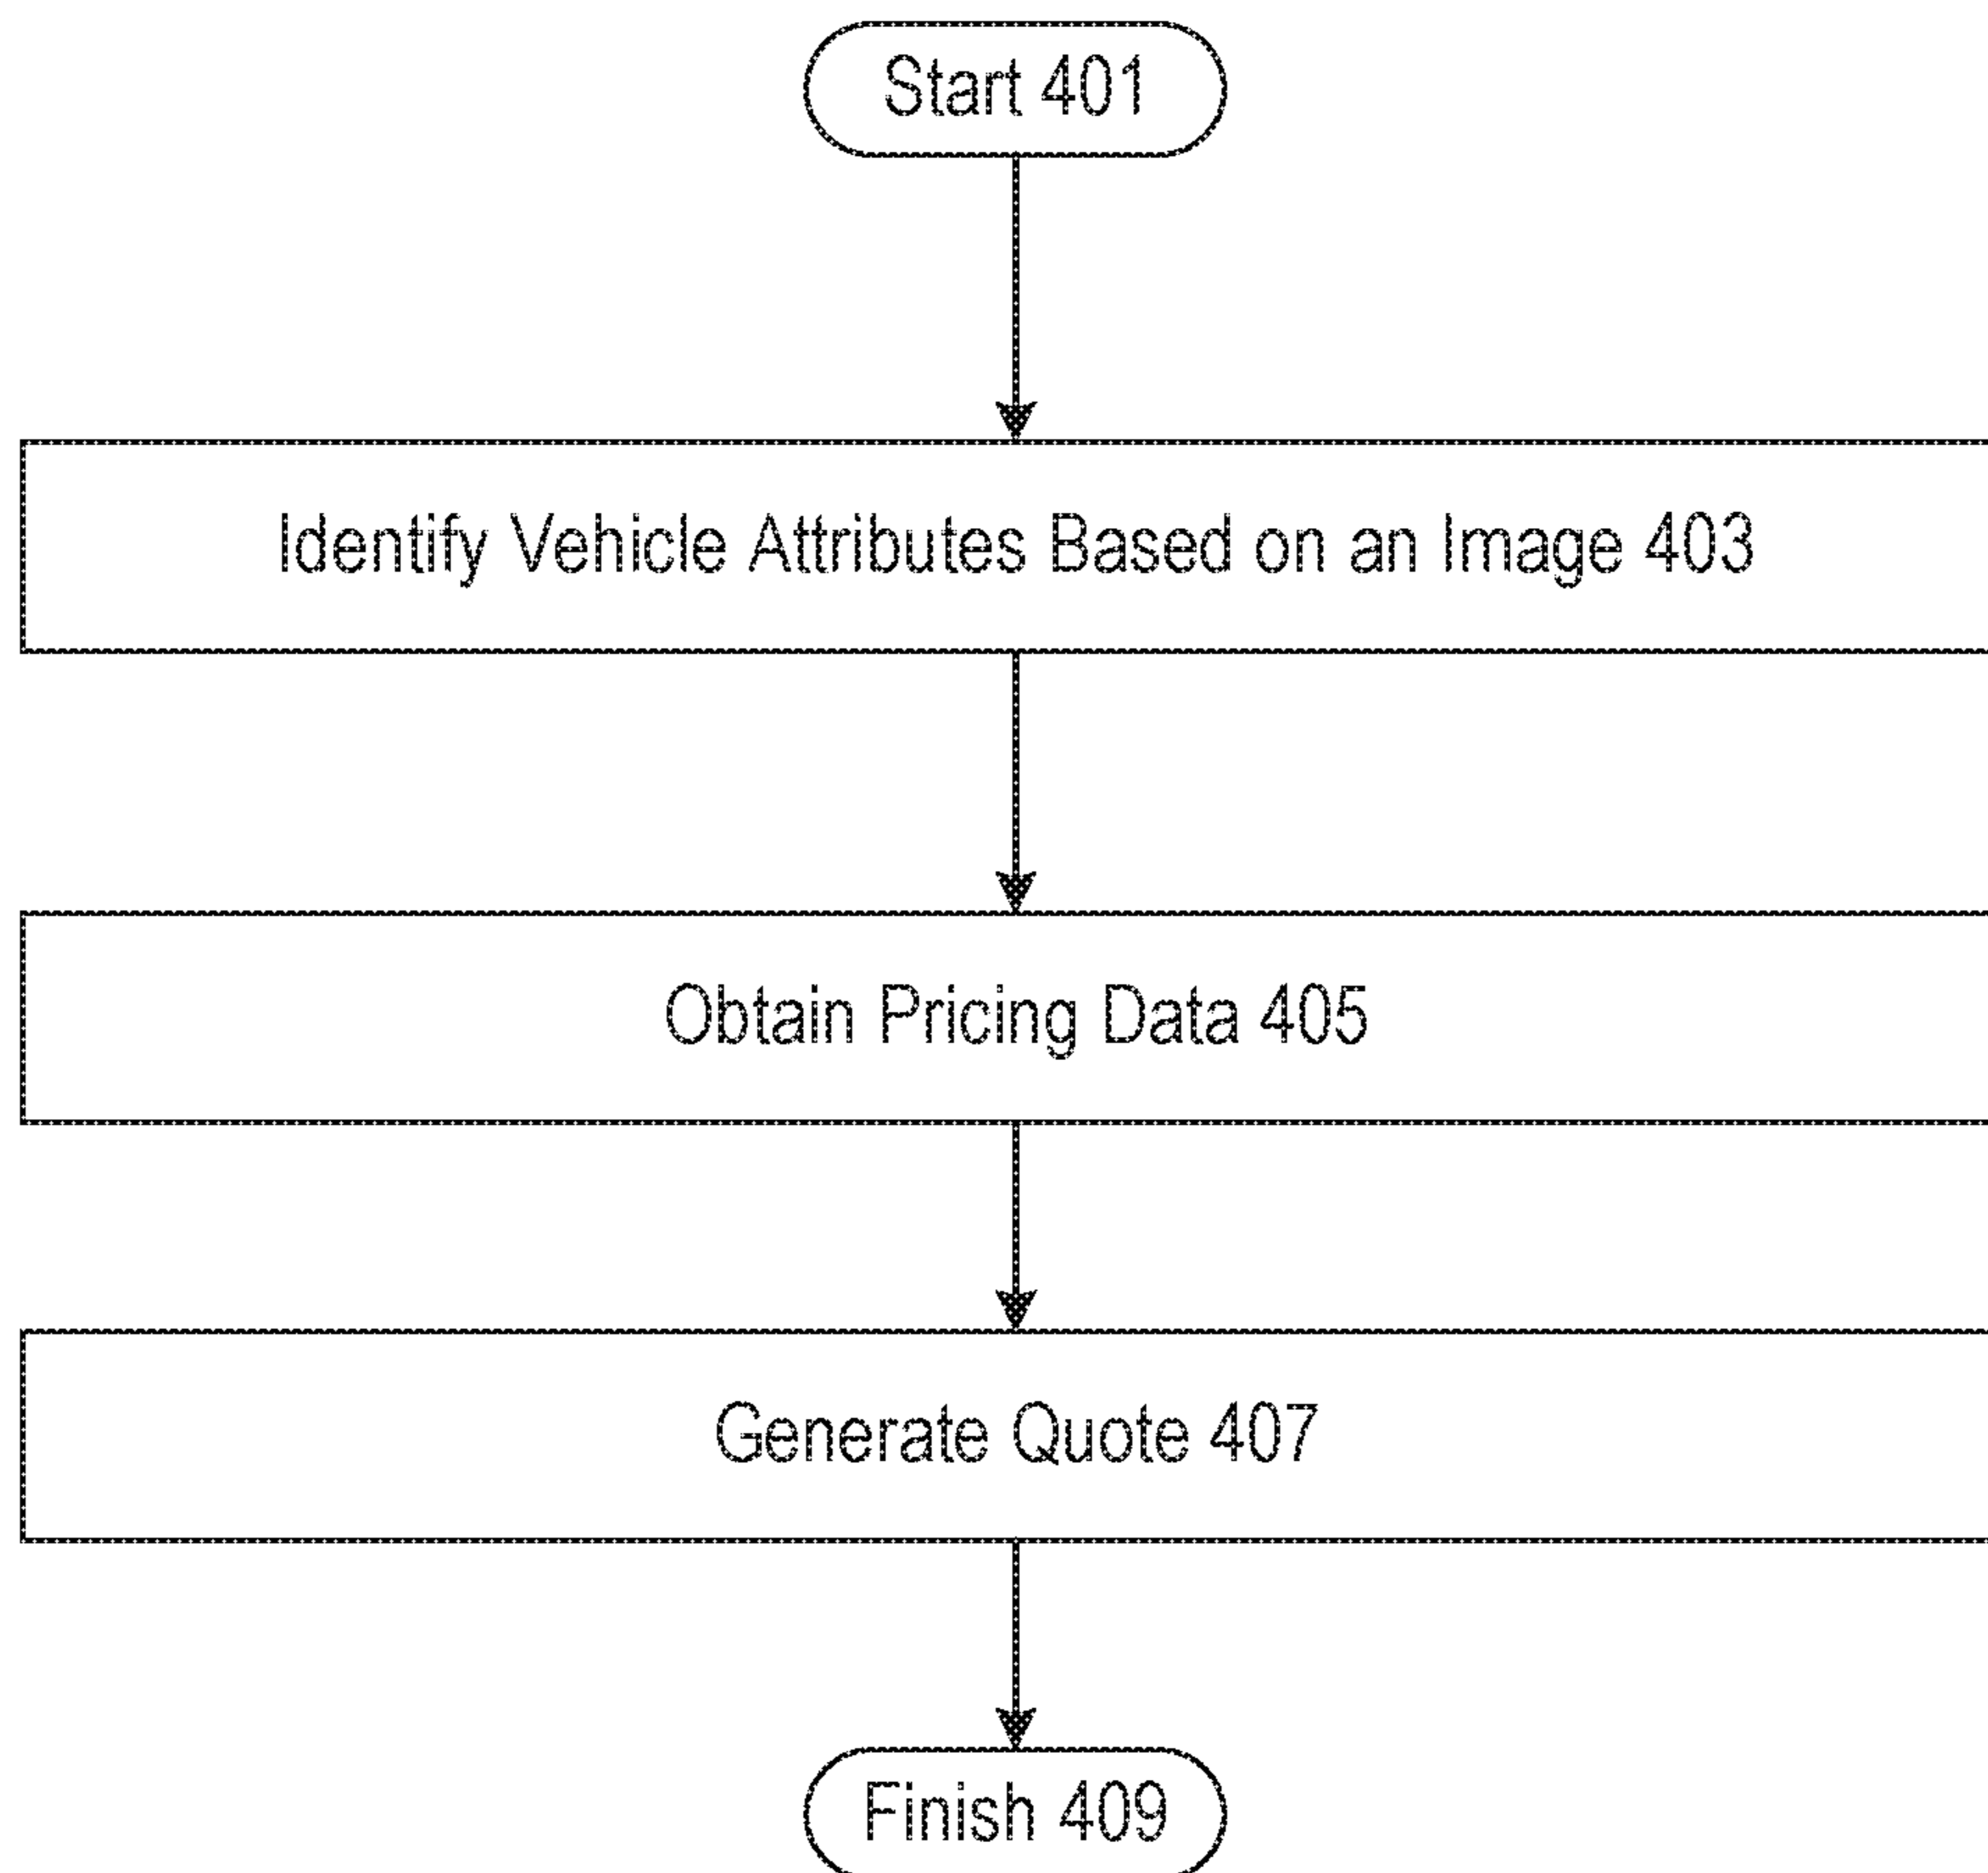 Start 401
Identify Vehicle Attributes Based on an Image 403
Obtain Pricing Data 405
Generate Quote 407
Finish 409